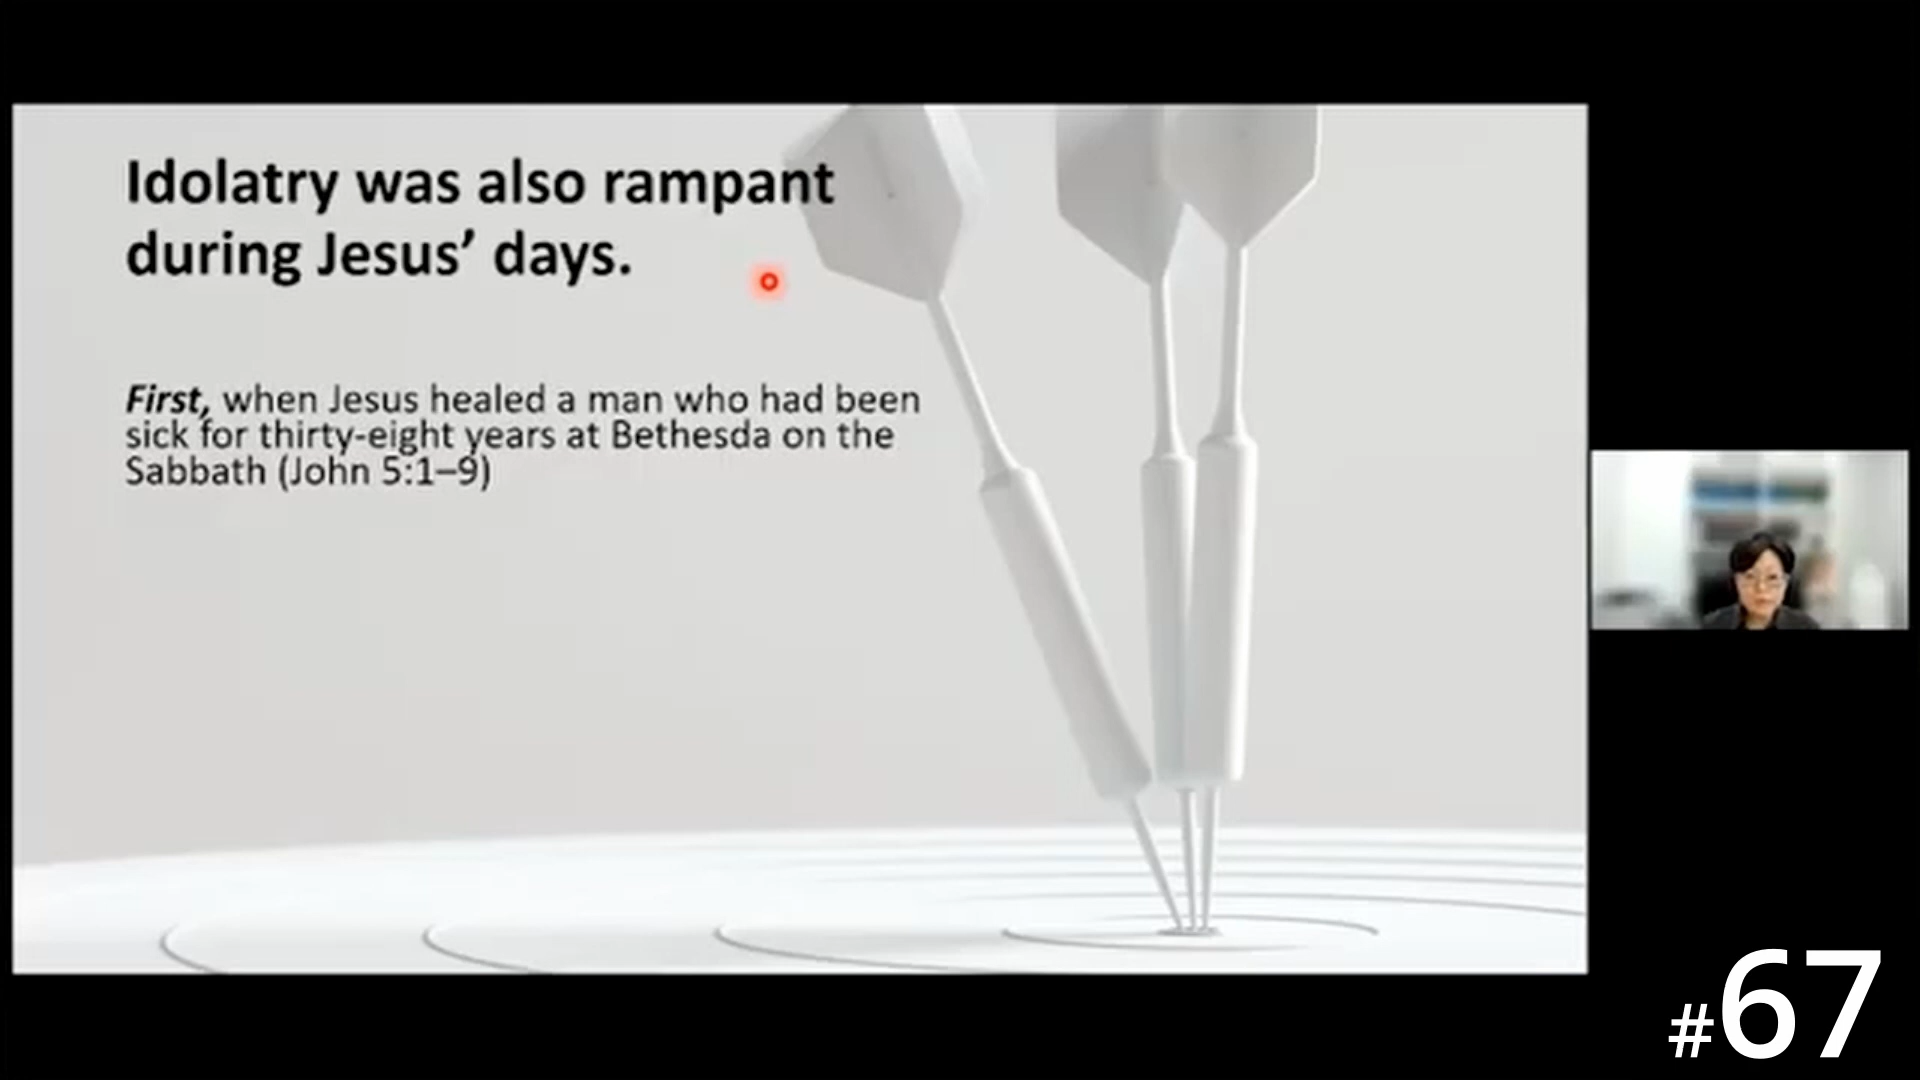 Idolatry was also rampant
during Jesus’ days.
First, when Jesus healed a man who had been
sick for thirty-eight years at Bethesda on the
Sabbath (John 5:1–9)
#67